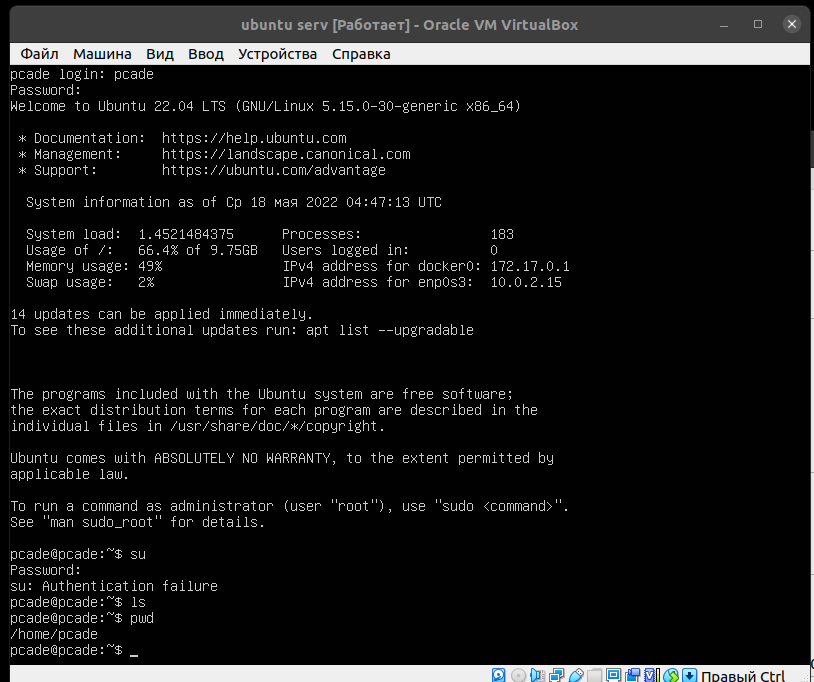 ubuntu serv [Работает] - Oracle VM VirtualBox
Файл Машина Вид Ввод Устройства Справка
pcade login: pcade
Password:
Welcome to Ubuntu 22.04 LTS (GNU/Linux 5.15.0-30-generic x86_64)
* Documentation: https://help.ubuntu.com
* Management: https://landscape.canonical.com
* Support: https://ubuntu.com/advantage
System information as of Ср 18 мая 2022 04:47:13 UTC
System load: 1.4521484375 Processes: 183
Usage of /: 66.4% of 9.75GB Users logged in: 0
Memory usage: 49% IPv4 address for docker0: 172.17.0.1
Swap usage: 2% IPv4 address for enp0s3: 10.0.2.15
14 updates can be applied immediately.
To see these additional updates run: apt list --upgradable
The programs included with the Ubuntu system are free software;
the exact distribution terms for each program are described in the
individual files in /usr/share/doc/*/copyright.
Ubuntu comes with ABSOLUTELY NO WARRANTY, to the extent permitted by
applicable law.
To run a command as administrator (user "root"), use "sudo <command>".
See "man sudo_root" for details.
pcade@pcade:~$ su
Password:
su: Authentication failure
pcade@pcade:~$ ls
pcade@pcade:~$ pwd
/home/pcade
pcade@pcade:~$ _
Правый Ctrl